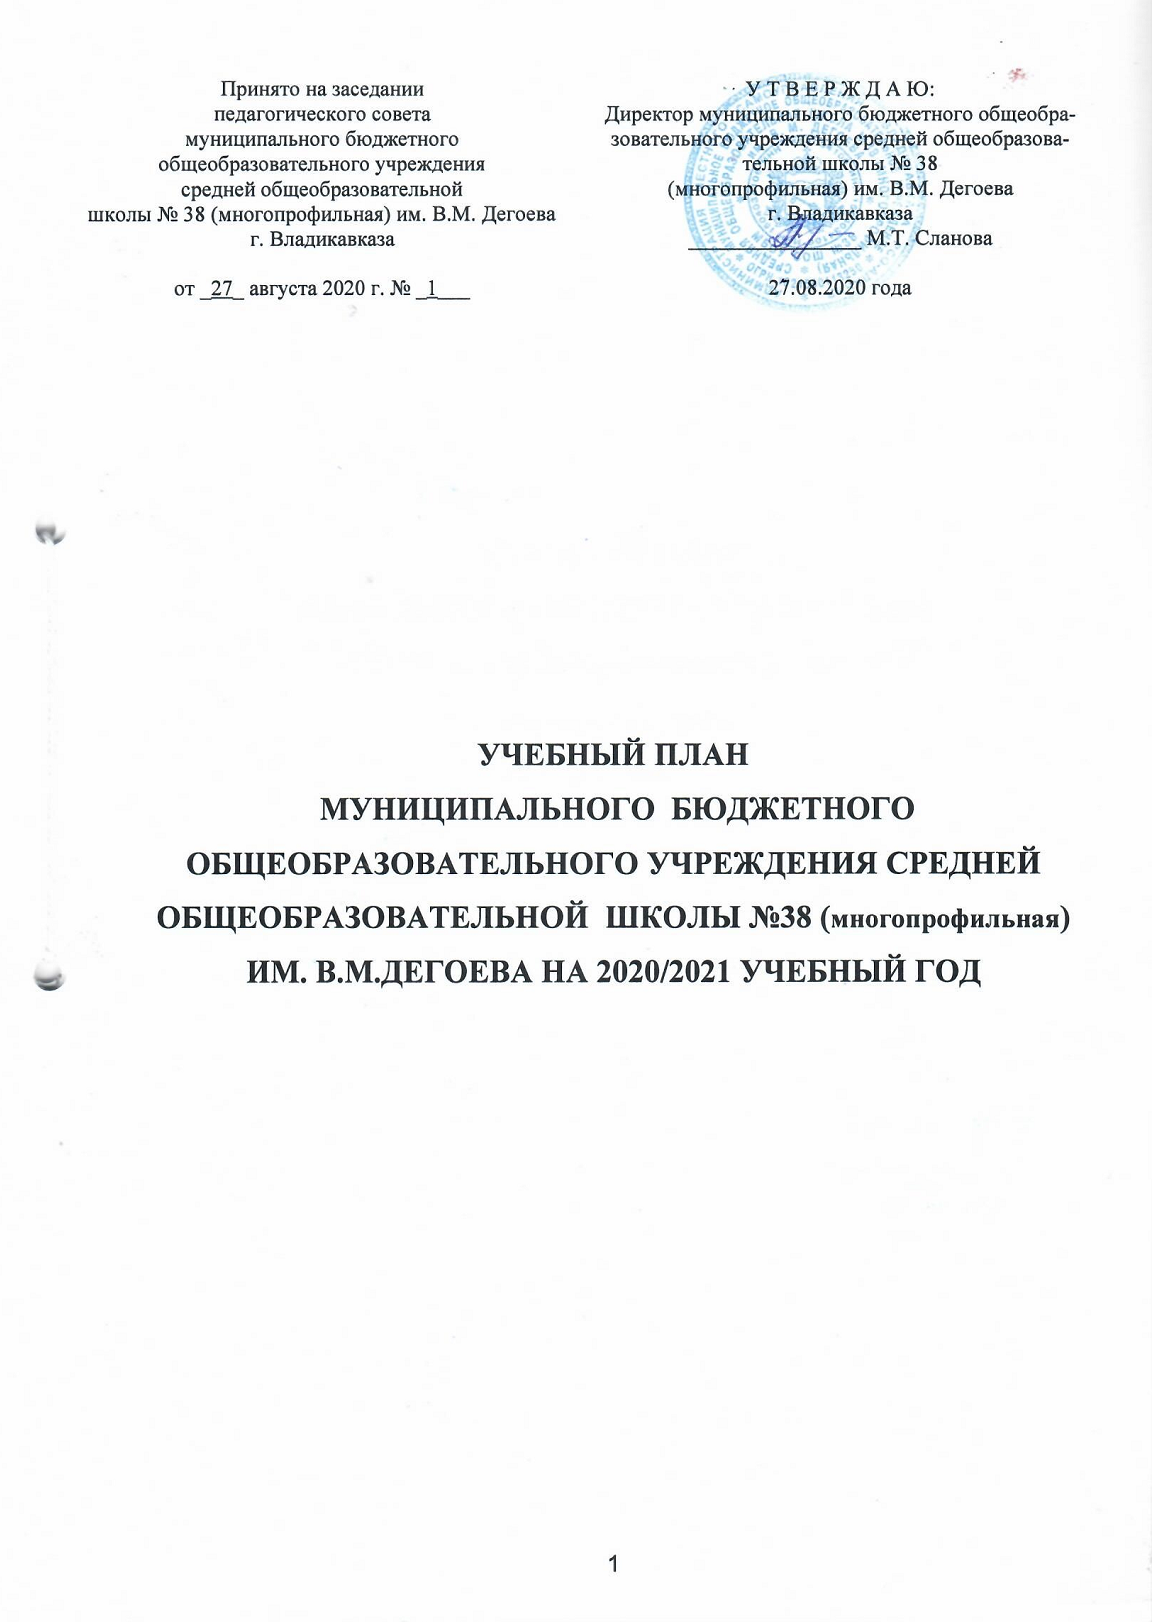 Принято на заседании
педагогического совета
муниципального бюджетного
общеобразовательного учреждения
средней общеобразовательной
школы № 38 (многопрофильная) им. В.М. Дегоева
г. Владикавказа
от _27_ августа 2020 г. № _1___
У Т В Е Р Ж Д А Ю:
Директор муниципального бюджетного общеобра-
зовательного учреждения средней общеобразова-
тельной школы № 38
(многопрофильная) им. В.М. Дегоева
г. Владикавказа
________________ М.Т. Сланова
27.08.2020 года
УЧЕБНЫЙ ПЛАН
МУНИЦИПАЛЬНОГО БЮДЖЕТНОГО
ОБЩЕОБРАЗОВАТЕЛЬНОГО УЧРЕЖДЕНИЯ СРЕДНЕЙ
ОБЩЕОБРАЗОВАТЕЛЬНОЙ ШКОЛЫ №38 (многопрофильная)
ИМ. В.М.ДЕГОЕВА НА 2020/2021 УЧЕБНЫЙ ГОД
1